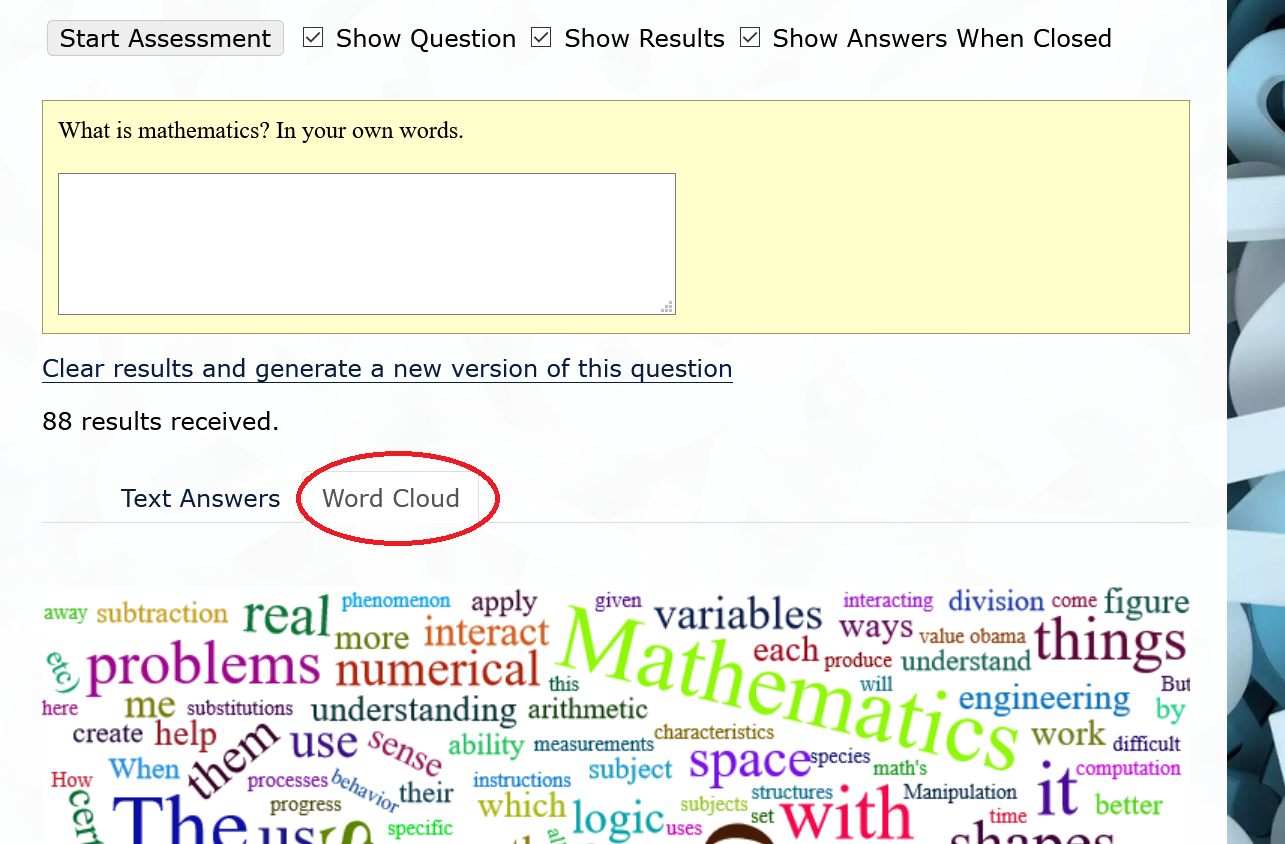 Start Assessment Show Question Show Results Show Answers When Closed
What is mathematics? In your own words.
Clear results and generate a new version of this question
88 results received.
Text Answers Word Cloud
away subtraction real phenomenon apply given variables interacting division come figure
more interact Mathematics ways value obama things
etc) problems numerical each produce understand
this will But
here me substitutions understanding arithmetic engineering by
create help them use sense ability measurements characteristics work difficult
When space species math's computation
How processes behavior their instructions subject structures Manipulation it
progress which subjects better
The us specific logic uses set with time shapes